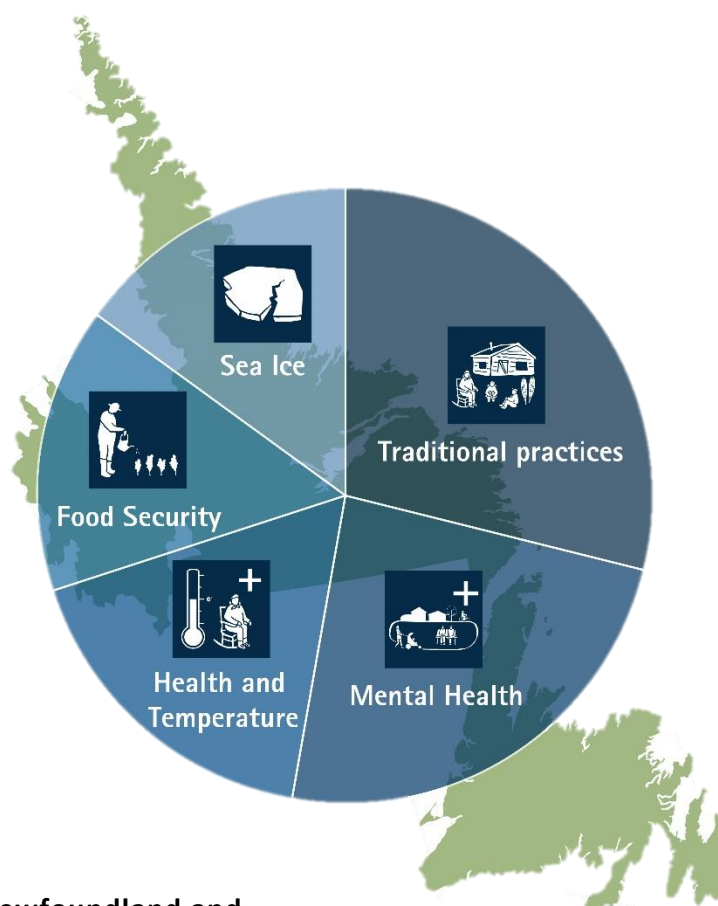 Sea Ice
Traditional practices
Food Security
Health and
Temperature
Mental Health